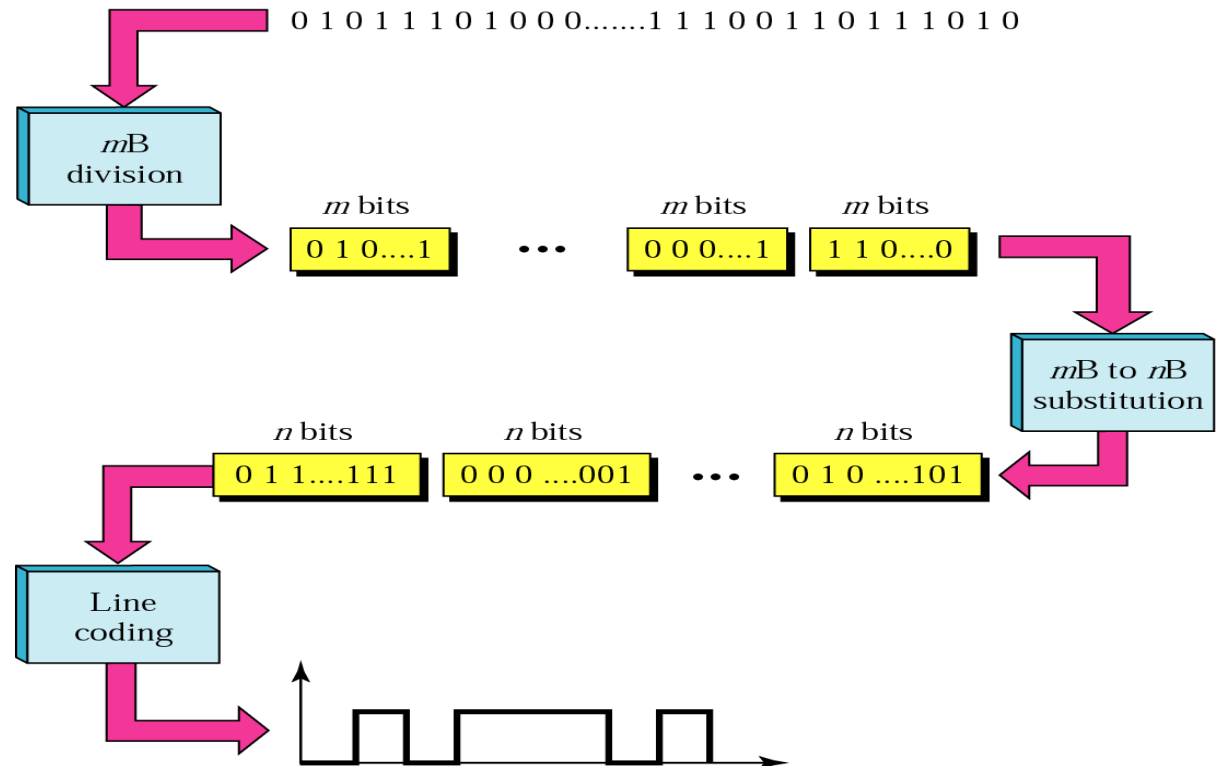 0 1 0 1 1 1 0 1 0 0 0.......1 1 1 0 0 1 1 0 1 1 1 0 1 0
mB
division
m bits
m bits
m bits
0 1 0....1
•••
0 0 0....1
1 1 0....0
mB to nB
substitution
n bits
n bits
n bits
0 1 1....111
0 0 0 ....001
•••
0 1 0 ....101
Line
coding